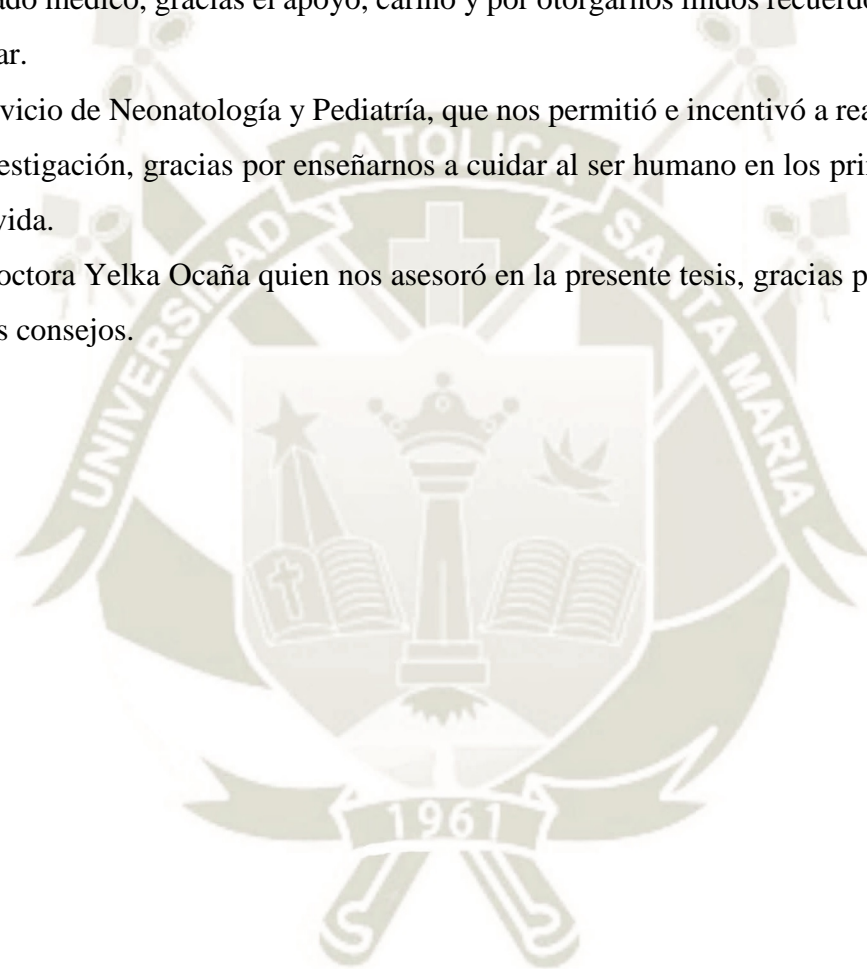 ado médico, gracias el apoyo, cariño y por otorgarnos lindos recuerdo
ar.
vicio de Neonatología y Pediatría, que nos permitió e incentivó a rea
estigación, gracias por enseñarnos a cuidar al ser humano en los pri
vida.
octora Yelka Ocaña quien nos asesoró en la presente tesis, gracias p
s consejos.
UNIVERSIDAD CATOLICA SANTA MARIA
1961